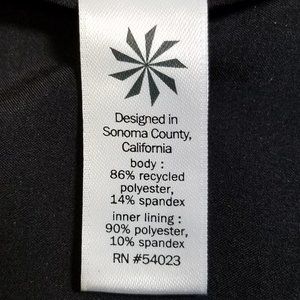 Designed in
Sonoma County,
California
body :
86% recycled
polyester,
14% spandex
inner lining :
90% polyester,
10% spandex
RN #54023